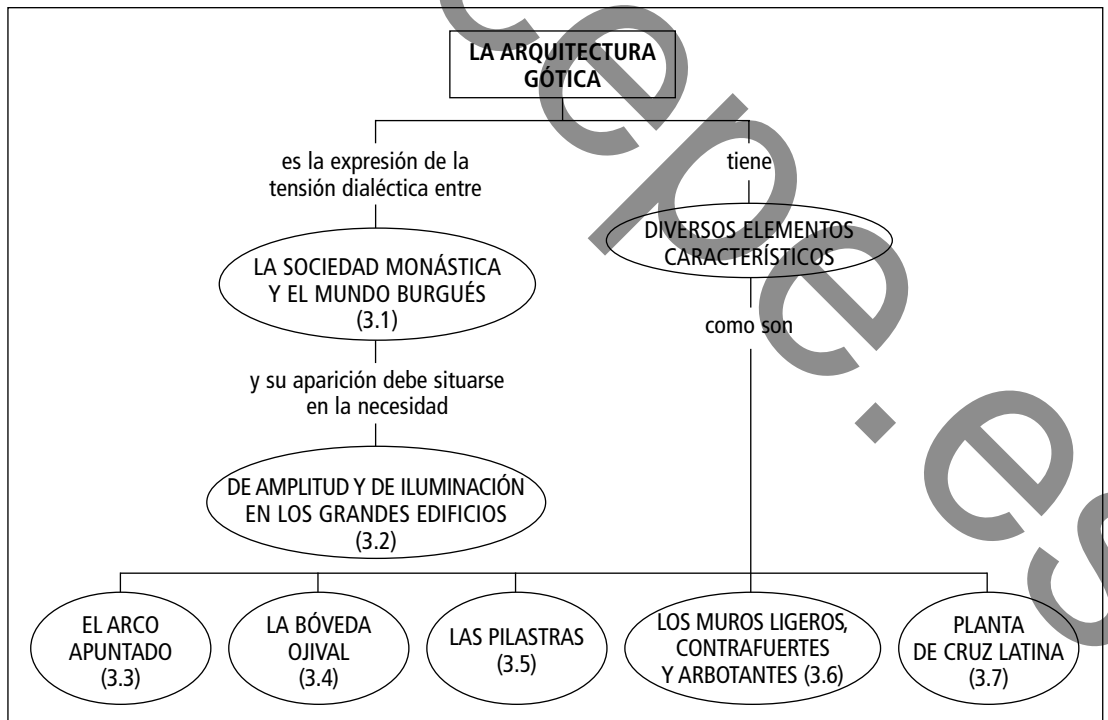 LA ARQUITECTURA
GÓTICA
es la expresión de la
tensión dialéctica entre
LA SOCIEDAD MONÁSTICA
Y EL MUNDO BURGUÉS
(3.1)
y su aparición debe situarse
en la necesidad
DE AMPLITUD Y DE ILUMINACIÓN
EN LOS GRANDES EDIFICIOS
(3.2)
tiene
DIVERSOS ELEMENTOS
CARACTERÍSTICOS
como son
EL ARCO
APUNTADO
(3.3)
LA BÓVEDA
OJIVAL
(3.4)
LAS PILASTRAS
(3.5)
LOS MUROS LIGEROS,
CONTRAFUERTES
Y ARBOTANTES (3.6)
PLANTA
DE CRUZ LATINA
(3.7)
cepe.es